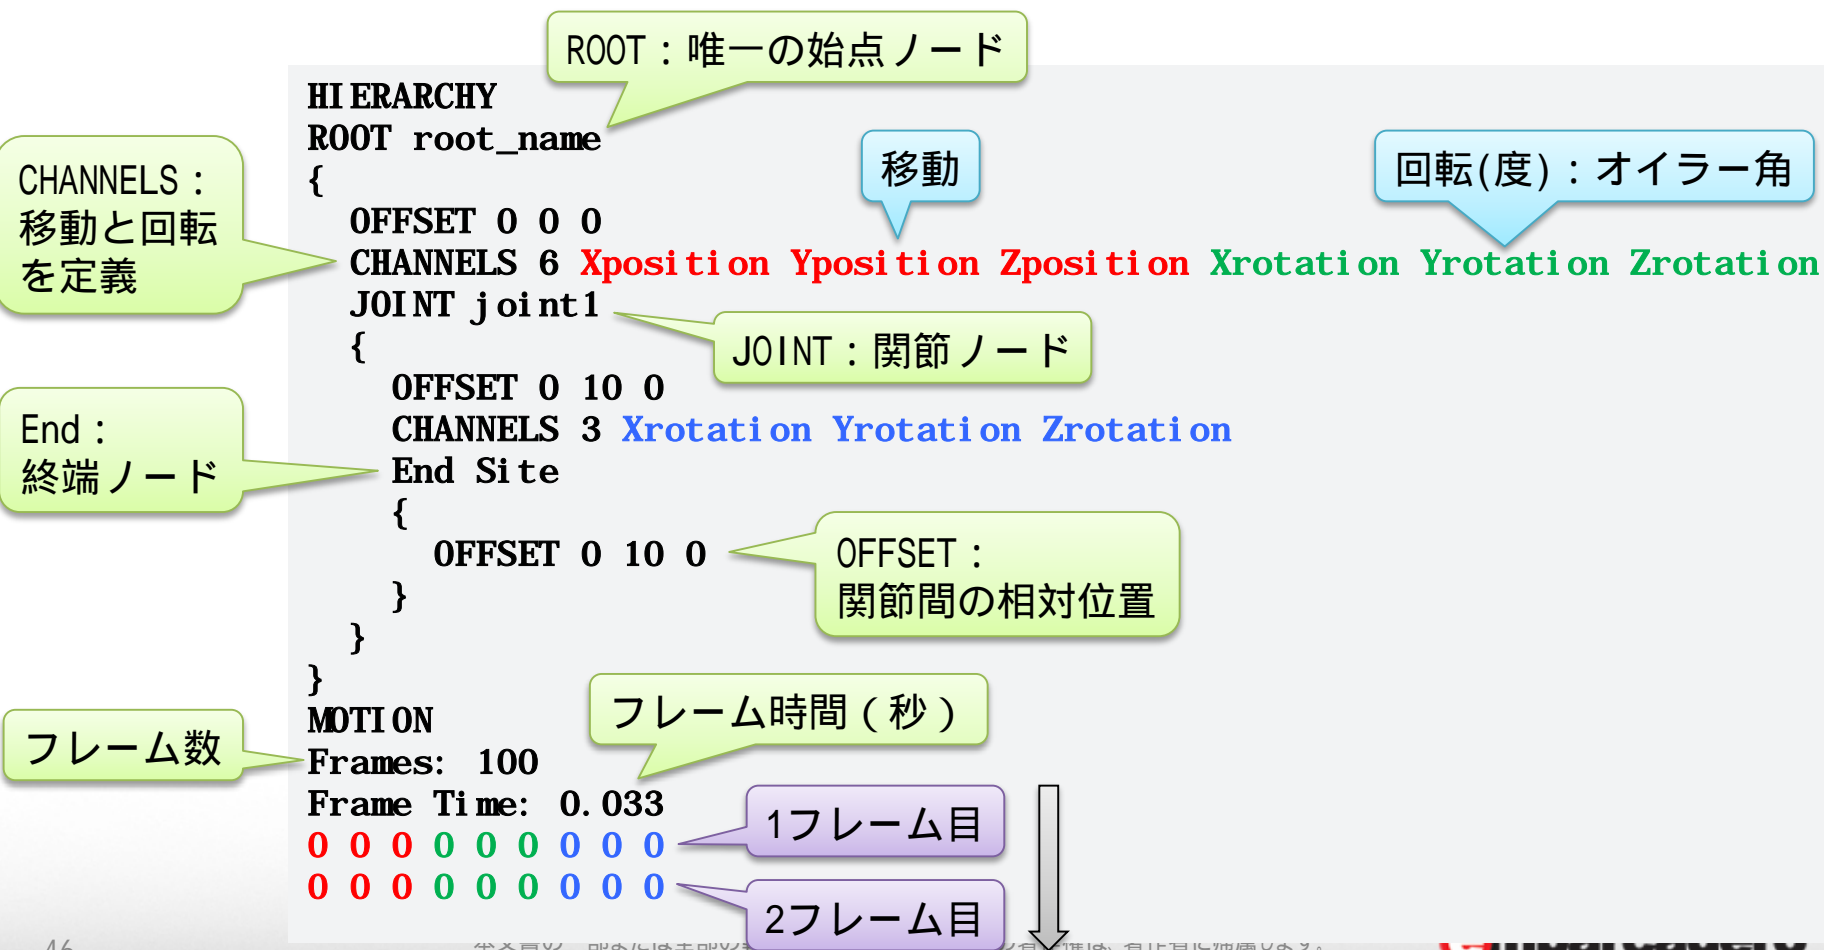 ROOT：唯一の始点ノード
HIERARCHY
ROOT root_name
{
OFFSET 0 0 0
CHANNELS 6 Xposition Yposition Zposition Xrotation Yrotation Zrotation
JOINT joint1
{
OFFSET 0 10 0
CHANNELS 3 Xrotation Yrotation Zrotation
End Site
{
OFFSET 0 10 0
}
}
}
MOTION
Frames: 100
Frame Time: 0.033
0 0 0 0 0 0 0 0 0
0 0 0 0 0 0 0 0 0
CHANNELS：
移動と回転
を定義
移動
回転(度)：オイラー角
JOINT：関節ノード
End：
終端ノード
OFFSET：
関節間の相対位置
フレーム数
フレーム時間（秒）
1フレーム目
2フレーム目